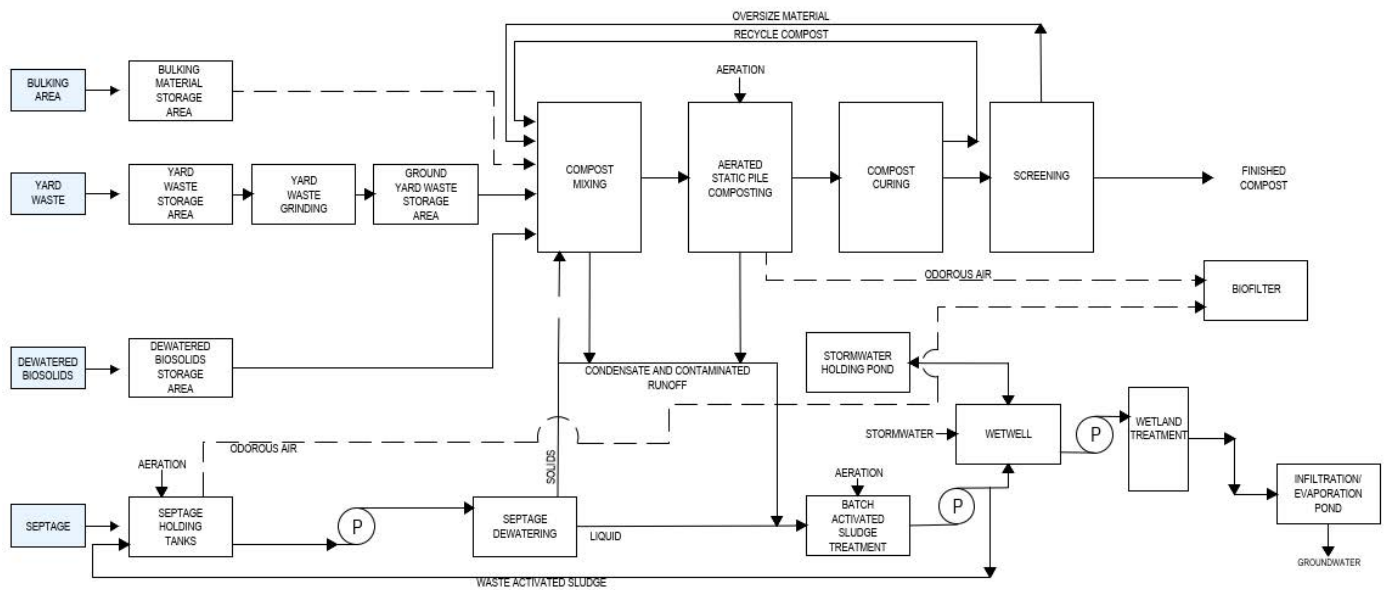 OVERSIZE MATERIAL
RECYCLE COMPOST
AERATION
BULKING
AREA
BULKING
MATERIAL
STORAGE
AREA
YARD
WASTE
YARD
WASTE
STORAGE
AREA
YARD
WASTE
GRINDING
GROUND
YARD WASTE
STORAGE
AREA
COMPOST
MIXING
AERATED
STATIC PILE
COMPOSTING
COMPOST
CURING
SCREENING
FINISHED
COMPOST
ODOROUS AIR
BIOFILTER
DEWATERED
BIOSOLIDS
DEWATERED
BIOSOLIDS
STORAGE
AREA
CONDENSATE AND CONTAMINATED
RUNOFF
STORMWATER
HOLDING POND
STORMWATER
WETWELL
P
WETLAND
TREATMENT
ODOROUS AIR
SOLIDS
AERATION
AERATION
SEPTAGE
SEPTAGE
HOLDING
TANKS
P
SEPTAGE
DEWATERING
LIQUID
BATCH
ACTIVATED
SLUDGE
TREATMENT
P
INFILTRATION/
EVAPORATION
POND
GROUNDWATER
WASTE ACTIVATED SLUDGE